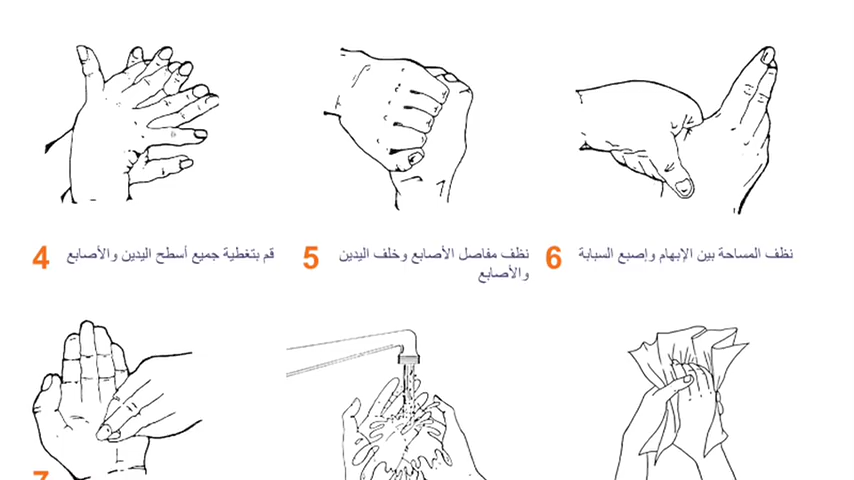 4 قم بتغطية جميع أسطح اليدين والأصابع
5 نظف مفاصل الأصابع وخلف اليدين
والأصابع
6 نظف المساحة بين الإبهام وإصبع السبابة
7